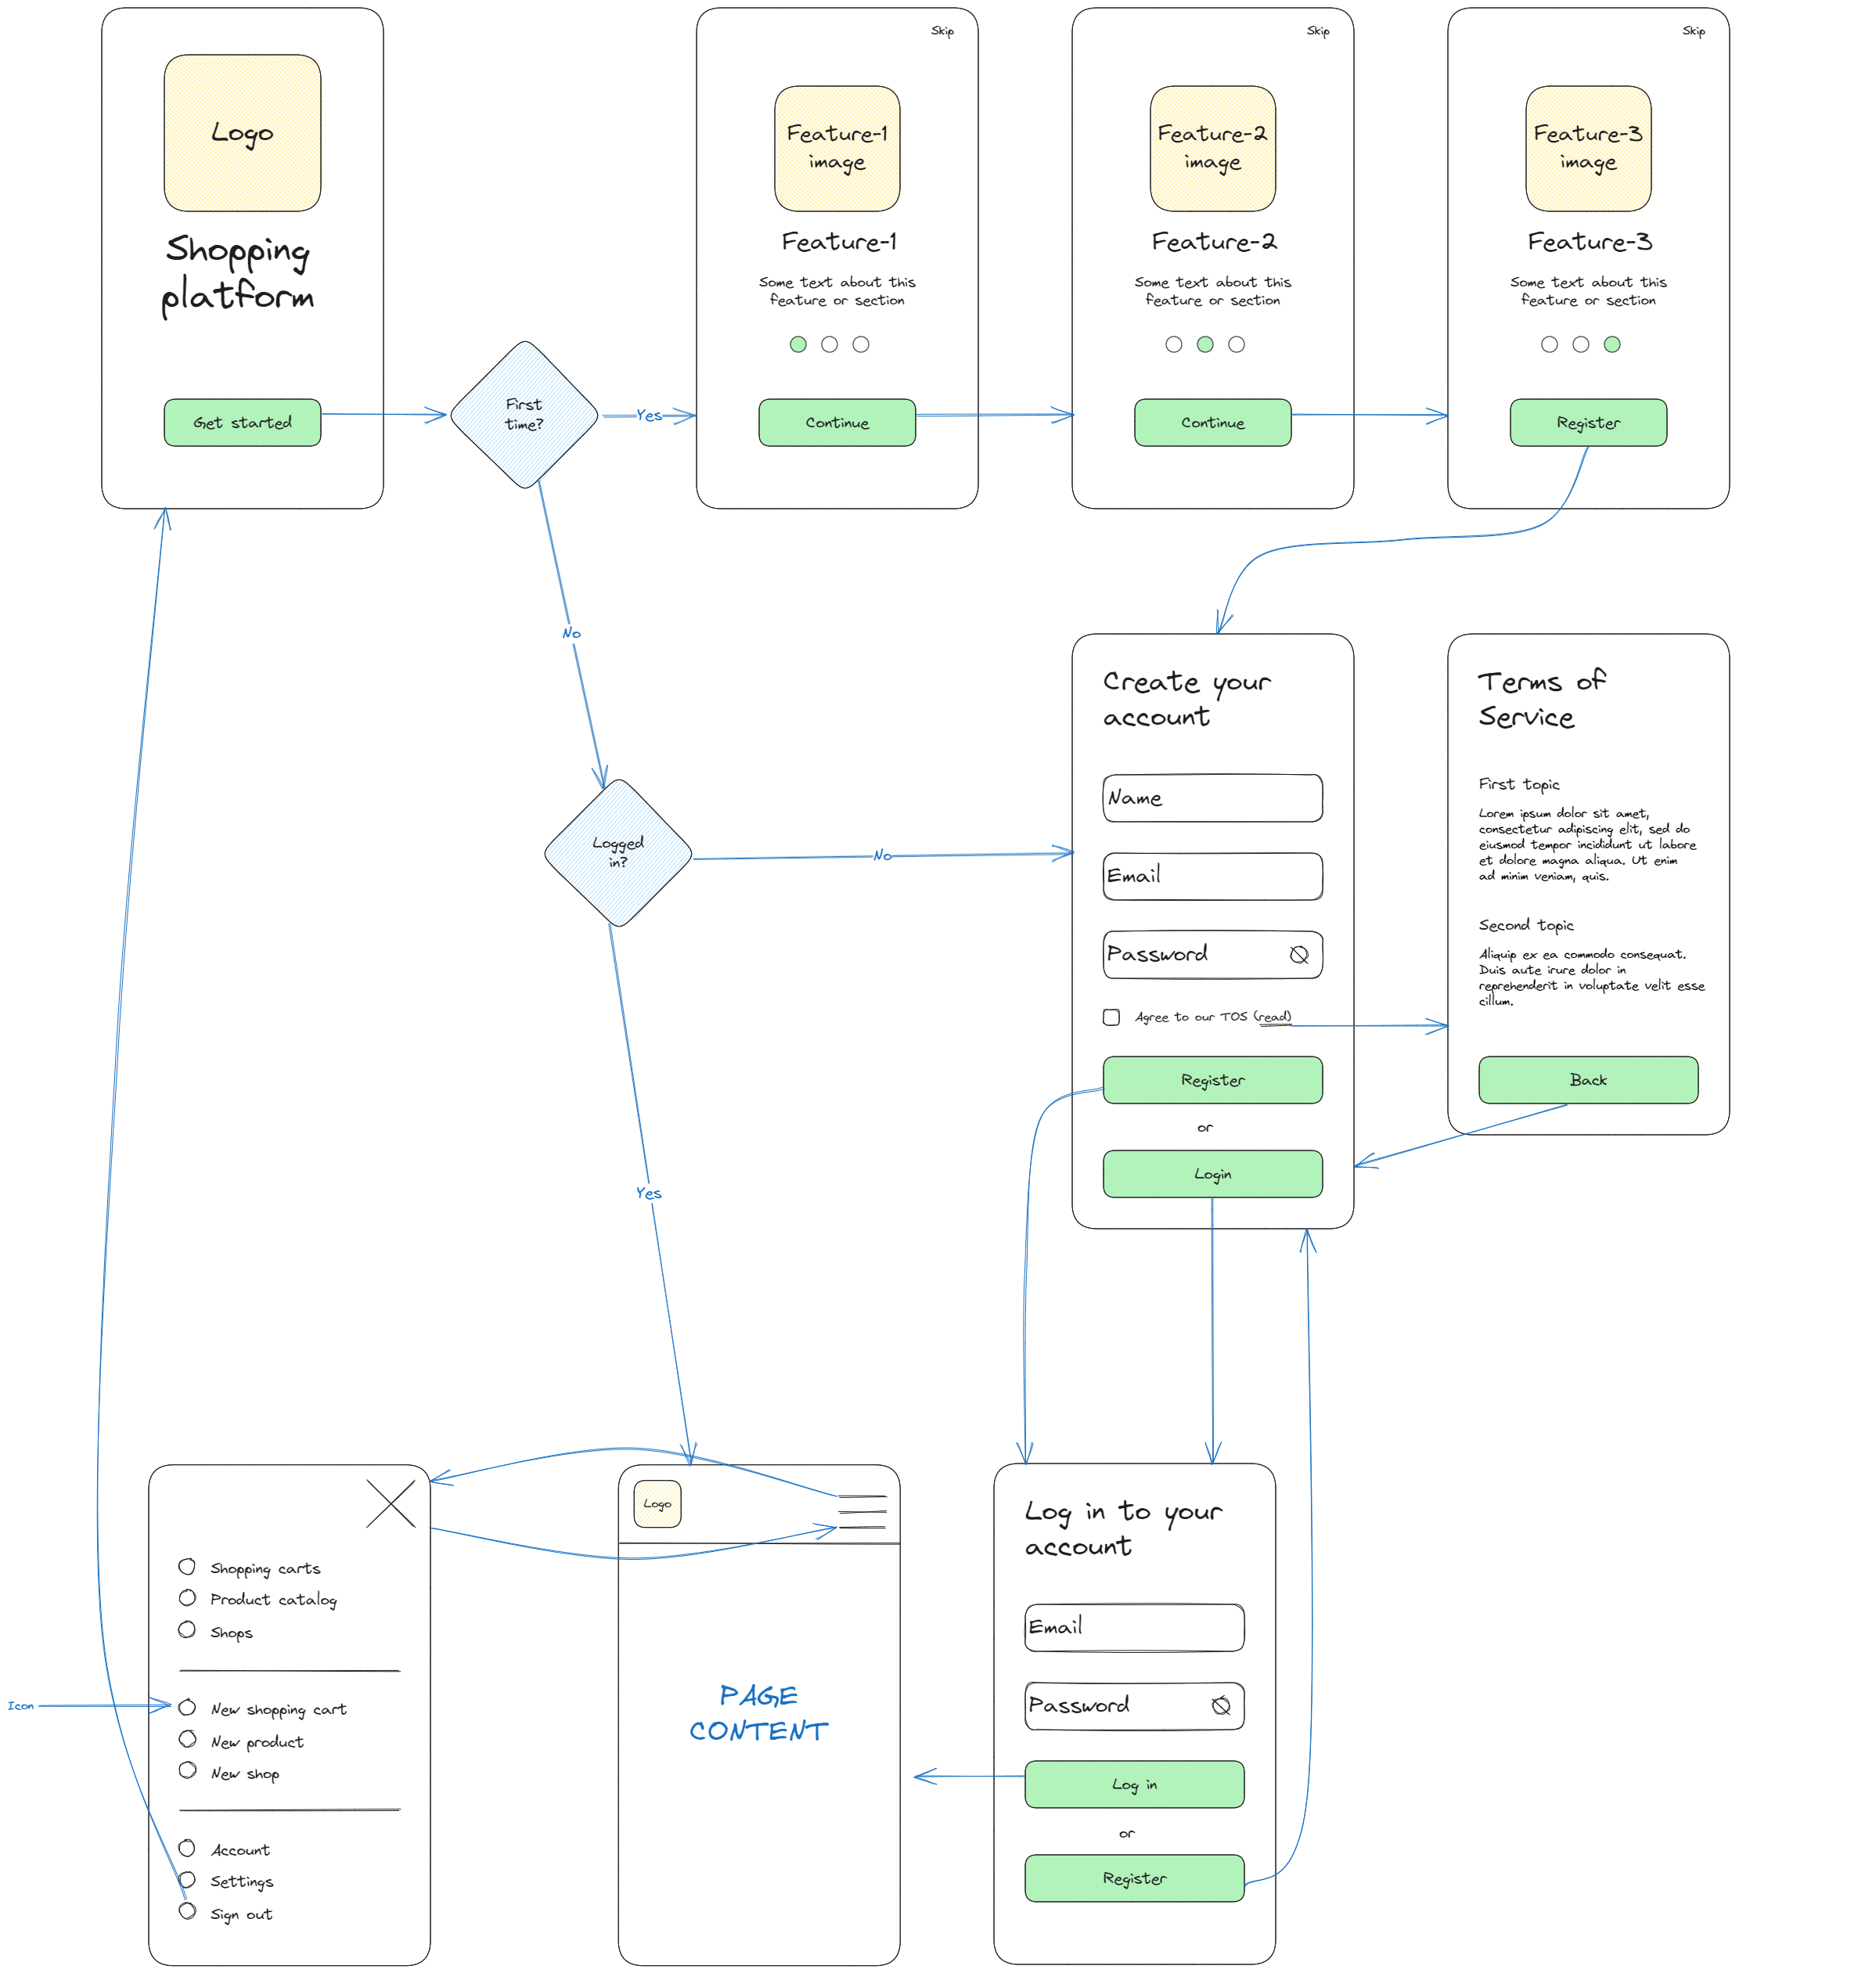 Logo
Shopping
platform
Get started
First
time?
Yes
Skip
Feature-1
image
Feature-1
Some text about this
feature or section
Continue
Skip
Feature-2
image
Feature-2
Some text about this
feature or section
Continue
Skip
Feature-3
image
Feature-3
Some text about this
feature or section
Register
No
Logged
in?
No
Yes
Create your
account
Name
Email
Password
Agree to our TOS (read)
Register
or
Login
Terms of
Service
First topic
Lorem ipsum dolor sit amet,
consectetur adipiscing elit, sed do
eiusmod tempor incididunt ut labore
et dolore magna aliqua. Ut enim
ad minim veniam, quis.
Second topic
Aliquip ex ea commodo consequat.
Duis aute irure dolor in
reprehenderit in voluptate velit esse
cillum.
Back
Icon
Shopping carts
Product catalog
Shops
New shopping cart
New product
New shop
Account
Settings
Sign out
Logo
PAGE
CONTENT
Log in to your
account
Email
Password
Log in
or
Register